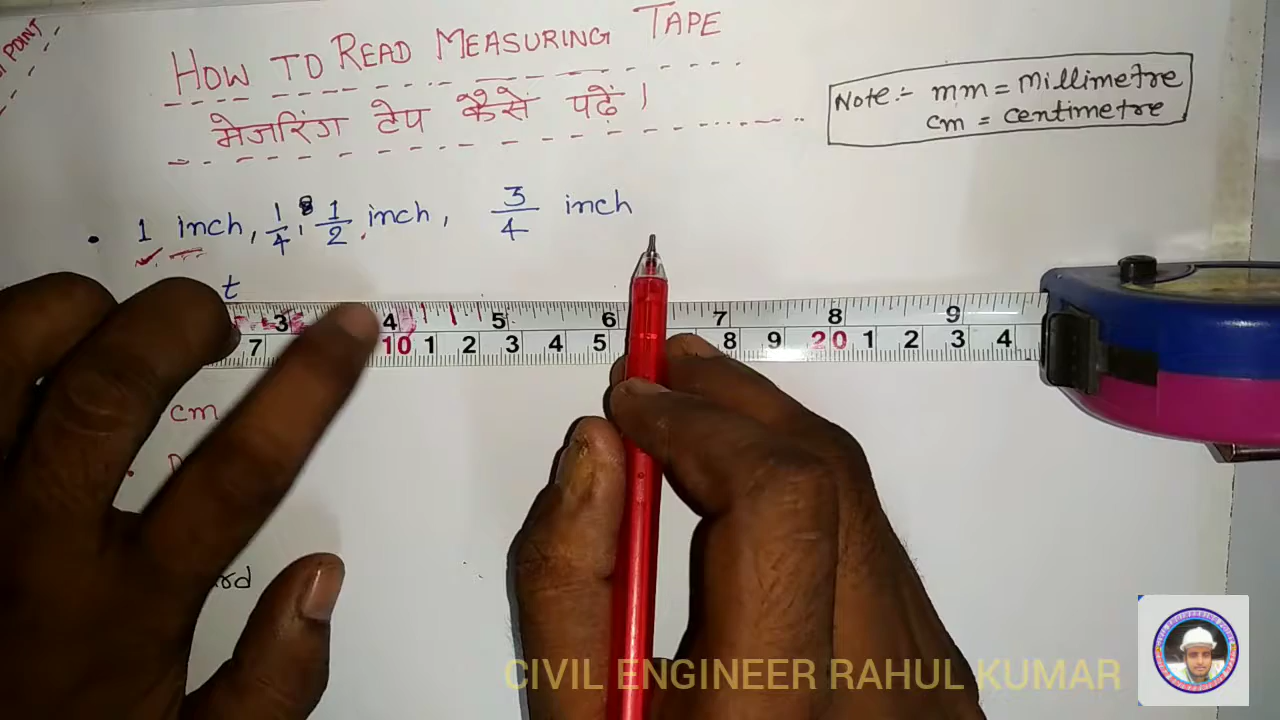 POINT
HOW TO READ MEASURING TAPE
मेजरिंग टेप कैसे पढ़ें।
Note:- mm = millimetre
cm = centimetre
• 1 inch, 1/4, 1/2 inch, 3/4 inch
t
3 4 5 6 7 8 9
7 10 1 2 3 4 5 8 9 20 1 2 3 4
cm
rd
CIVIL ENGINEER RAHUL KUMAR